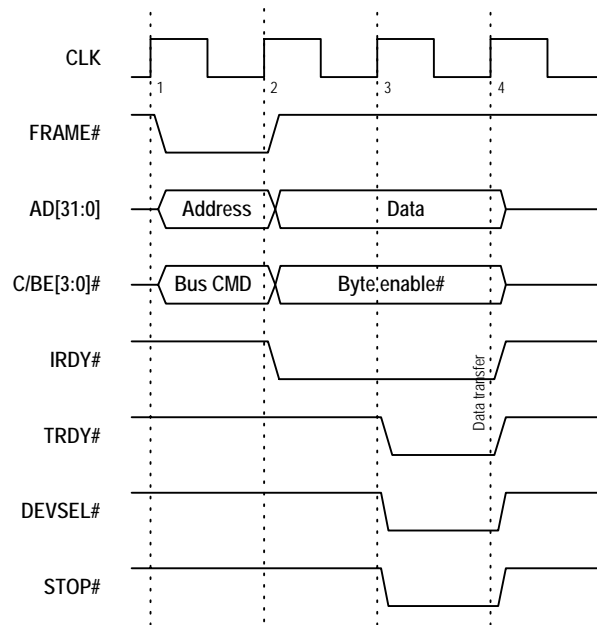 CLK
1
2
3
4
FRAME#
AD[31:0]
Address
Data
C/BE[3:0]#
Bus CMD
Byte enable#
IRDY#
Data transfer
TRDY#
DEVSEL#
STOP#